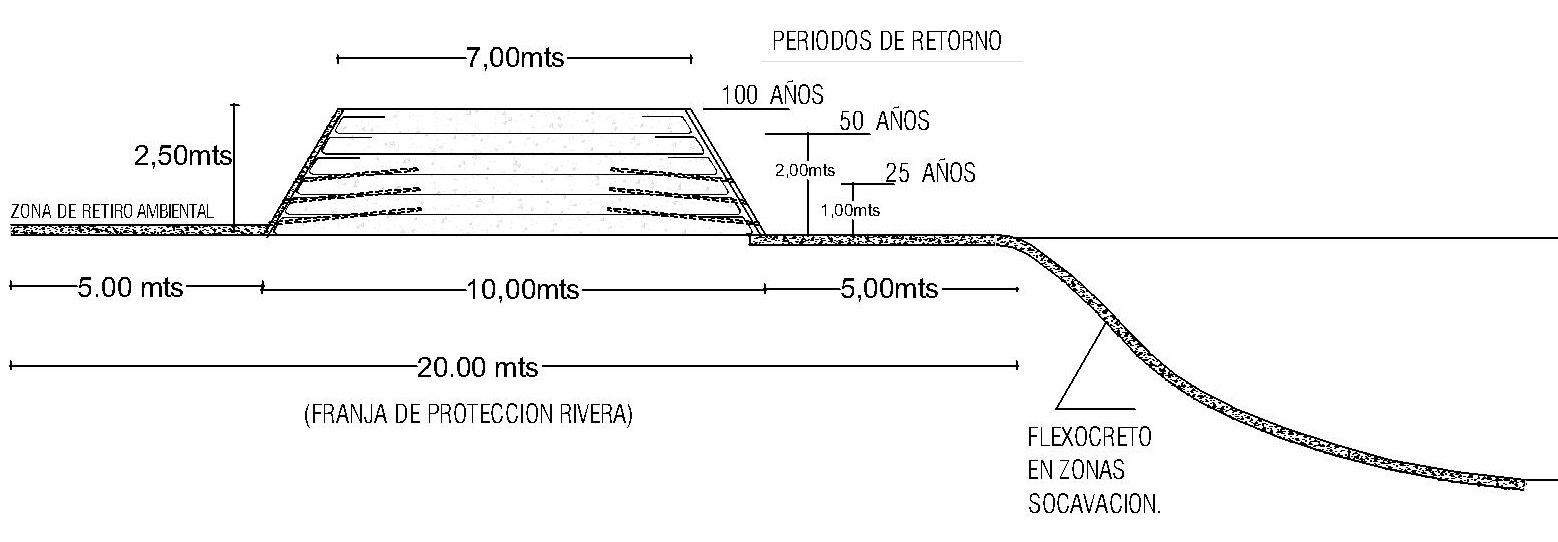 PERIODOS DE RETORNO
7,00mts
100 AÑOS
50 AÑOS
2,50mts
2,00mts
25 AÑOS
1,00mts
ZONA DE RETIRO AMBIENTAL
5.00 mts
10,00mts
5,00mts
20.00 mts
(FRANJA DE PROTECCION RIVERA)
FLEXOCRETO
EN ZONAS
SOCAVACION.